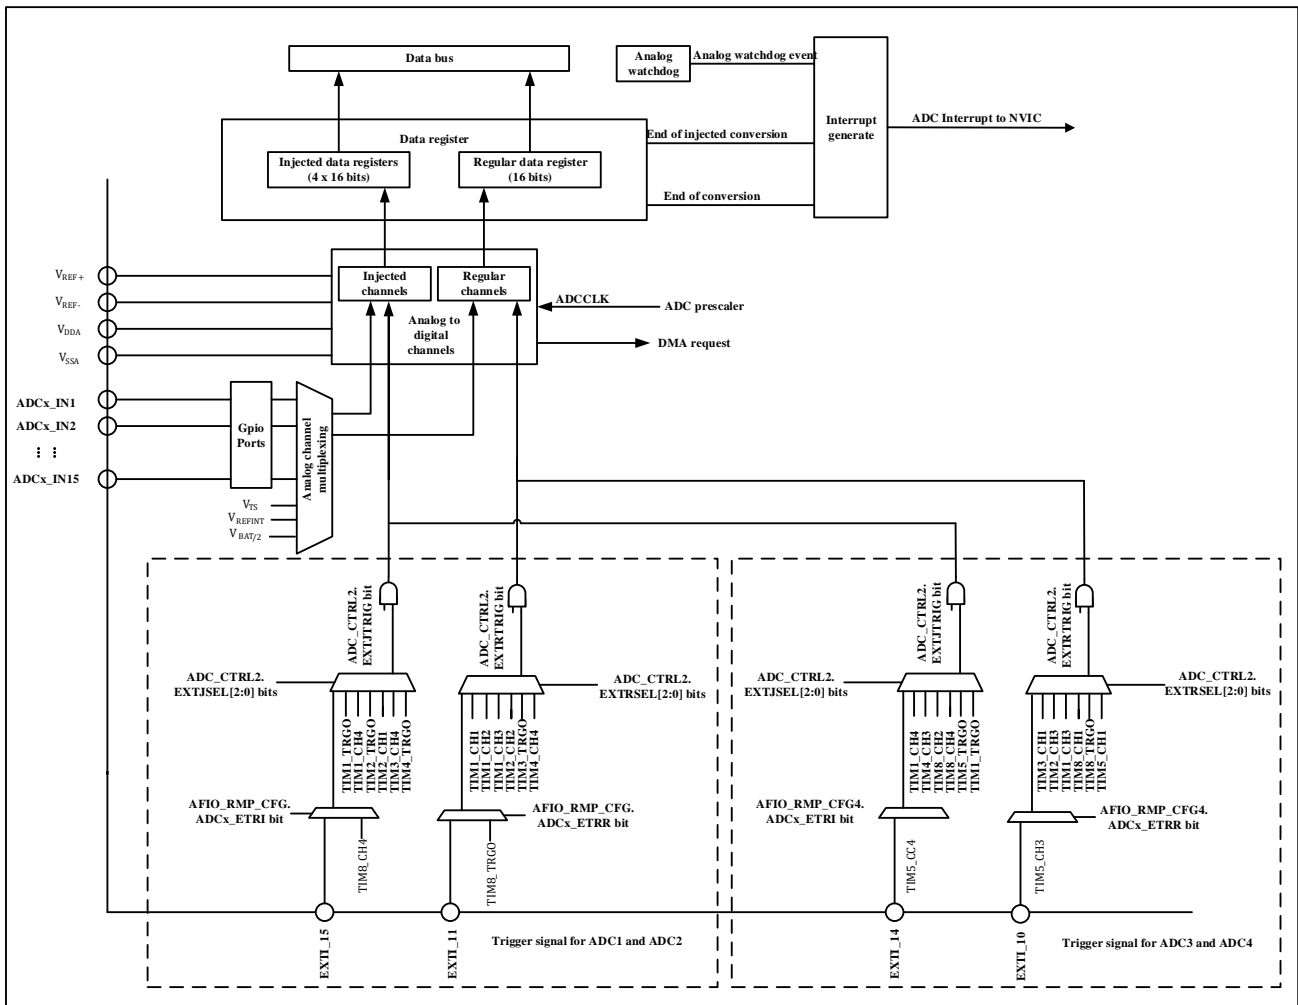 Data bus
Analog
watchdog
Analog watchdog event
Interrupt
generate
ADC Interrupt to NVIC
Data register
End of injected conversion
Injected data registers
(4 x 16 bits)
Regular data register
(16 bits)
End of conversion
VREF+
VREF-
VDDA
VSSA
Injected
channels
Regular
channels
Analog to
digital
channels
ADCCLK
ADC prescaler
DMA request
ADCx_IN1
ADCx_IN2
ADCx_IN15
Gpio
Ports
Analog channel
multiplexing
VTS
VREFINT
VBAT/2
ADC_CTRL2.
EXTJTRIG bit
ADC_CTRL2.
EXTRTRIG bit
ADC_CTRL2.
EXTJTRIG bit
ADC_CTRL2.
EXTRTRIG bit
ADC_CTRL2.
EXTJSEL[2:0] bits
ADC_CTRL2.
EXTRSEL[2:0] bits
ADC_CTRL2.
EXTJSEL[2:0] bits
ADC_CTRL2.
EXTRSEL[2:0] bits
TIM1_TRGO
TIM1_CH4
TIM2_TRGO
TIM2_CH1
TIM3_CH4
TIM4_TRGO
TIM1_CH1
TIM1_CH2
TIM1_CH3
TIM2_CH2
TIM3_TRGO
TIM4_CH4
TIM1_CH4
TIM4_CH3
TIM8_CH2
TIM8_CH4
TIM5_TRGO
TIM1_TRGO
TIM3_CH1
TIM2_CH3
TIM1_CH3
TIM8_CH1
TIM8_TRGO
TIM5_CH1
AFIO_RMP_CFG.
ADCx_ETRI bit
AFIO_RMP_CFG.
ADCx_ETRR bit
AFIO_RMP_CFG4.
ADCx_ETRI bit
AFIO_RMP_CFG4.
ADCx_ETRR bit
TIM8_CH4
TIM8_TRGO
TIM5_CC4
TIM5_CH3
EXTI_15
EXTI_11
Trigger signal for ADC1 and ADC2
EXTI_14
EXTI_10
Trigger signal for ADC3 and ADC4